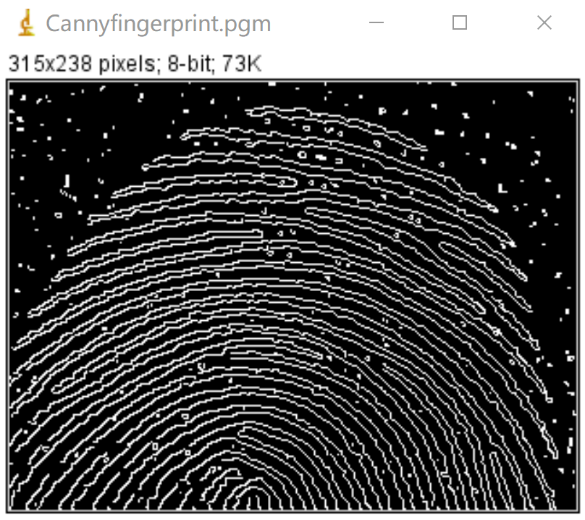 Cannyfingerprint.pgm
315x238 pixels; 8-bit; 73K